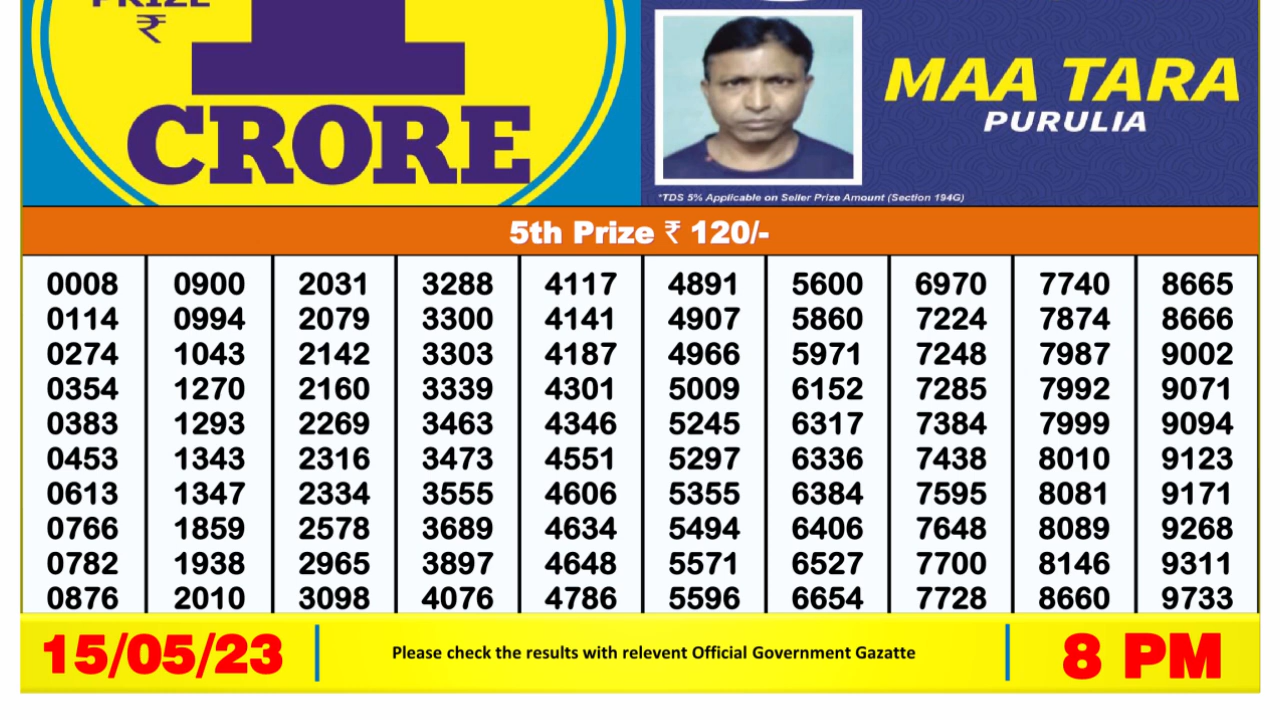 PRIZE
₹
1
CRORE
MAA TARA
PURULIA
*TDS 5% Applicable on Seller Prize Amount (Section 194G)
5th Prize ₹ 120/-
0008 0900 2031 3288 4117 4891 5600 6970 7740 8665
0114 0994 2079 3300 4141 4907 5860 7224 7874 8666
0274 1043 2142 3303 4187 4966 5971 7248 7987 9002
0354 1270 2160 3339 4301 5009 6152 7285 7992 9071
0383 1293 2269 3463 4346 5245 6317 7384 7999 9094
0453 1343 2316 3473 4551 5297 6336 7438 8010 9123
0613 1347 2334 3555 4606 5355 6384 7595 8081 9171
0766 1859 2578 3689 4634 5494 6406 7648 8089 9268
0782 1938 2965 3897 4648 5571 6527 7700 8146 9311
0876 2010 3098 4076 4786 5596 6654 7728 8660 9733
15/05/23
Please check the results with relevent Official Government Gazatte
8 PM